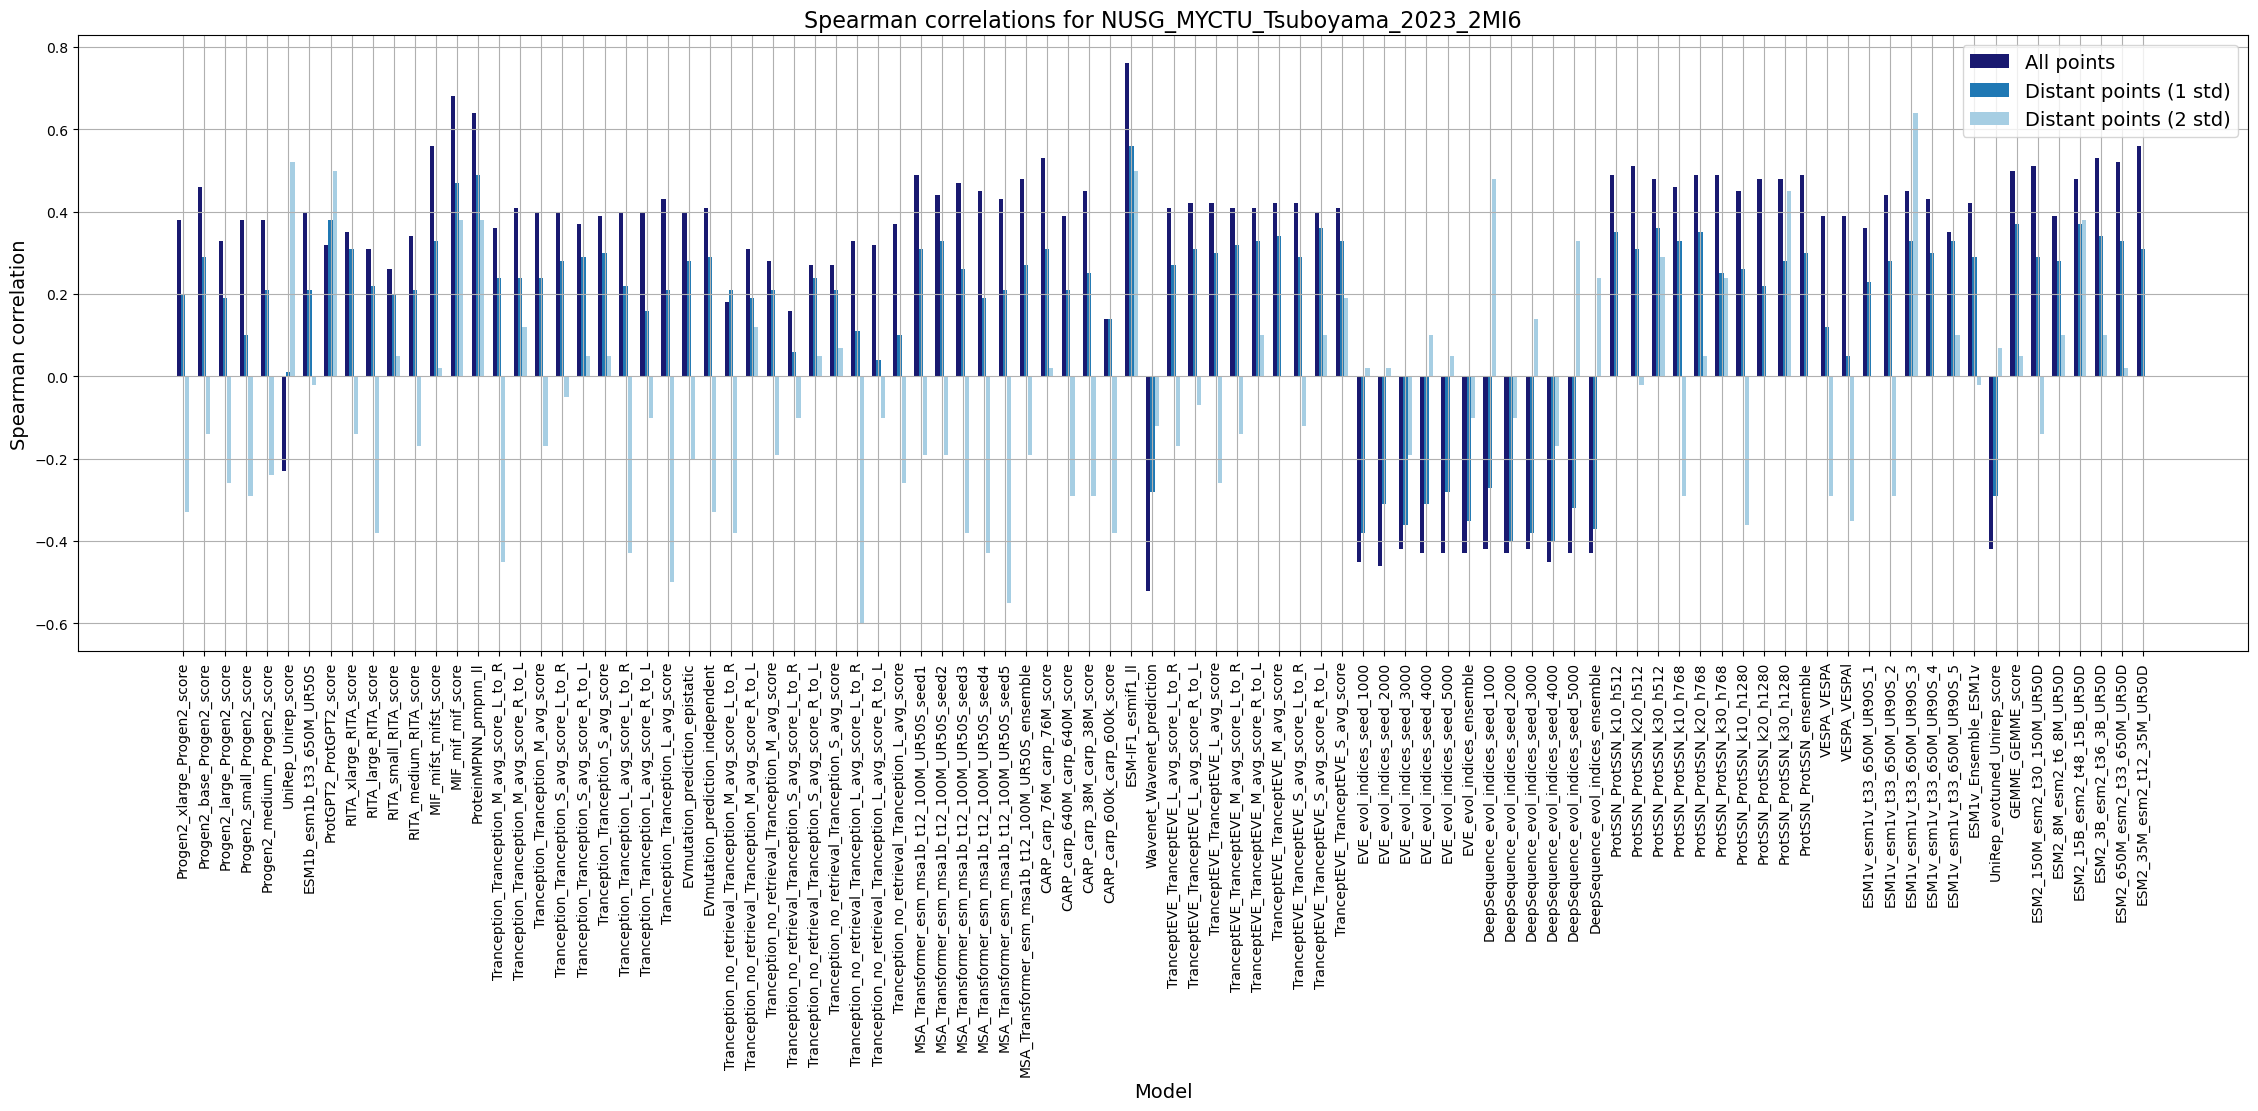 Spearman correlations for NUSG_MYCTU_Tsuboyama_2023_2MI6
All points
Distant points (1 std)
Distant points (2 std)
Spearman correlation
0.8
0.6
0.4
0.2
0.0
−0.2
−0.4
−0.6
Progen2_xlarge_Progen2_score
Progen2_base_Progen2_score
Progen2_large_Progen2_score
Progen2_small_Progen2_score
Progen2_medium_Progen2_score
UniRep_Unirep_score
ESM1b_esm1b_t33_650M_UR50S
ProtGPT2_ProtGPT2_score
RITA_xlarge_RITA_score
RITA_large_RITA_score
RITA_small_RITA_score
RITA_medium_RITA_score
MIF_mifst_mifst_score
MIF_mif_mif_score
ProteinMPNN_pmpnn_ll
Tranception_Tranception_M_avg_score_L_to_R
Tranception_Tranception_M_avg_score_R_to_L
Tranception_Tranception_M_avg_score
Tranception_Tranception_S_avg_score_L_to_R
Tranception_Tranception_S_avg_score_R_to_L
Tranception_Tranception_S_avg_score
Tranception_Tranception_L_avg_score_L_to_R
Tranception_Tranception_L_avg_score_R_to_L
Tranception_Tranception_L_avg_score
EVmutation_prediction_epistatic
EVmutation_prediction_independent
Tranception_no_retrieval_Tranception_M_avg_score_L_to_R
Tranception_no_retrieval_Tranception_M_avg_score_R_to_L
Tranception_no_retrieval_Tranception_M_avg_score
Tranception_no_retrieval_Tranception_S_avg_score_L_to_R
Tranception_no_retrieval_Tranception_S_avg_score_R_to_L
Tranception_no_retrieval_Tranception_S_avg_score
Tranception_no_retrieval_Tranception_L_avg_score_L_to_R
Tranception_no_retrieval_Tranception_L_avg_score_R_to_L
Tranception_no_retrieval_Tranception_L_avg_score
MSA_Transformer_esm_msa1b_t12_100M_UR50S_seed1
MSA_Transformer_esm_msa1b_t12_100M_UR50S_seed2
MSA_Transformer_esm_msa1b_t12_100M_UR50S_seed3
MSA_Transformer_esm_msa1b_t12_100M_UR50S_seed4
MSA_Transformer_esm_msa1b_t12_100M_UR50S_seed5
MSA_Transformer_esm_msa1b_t12_100M_UR50S_ensemble
CARP_carp_76M_carp_76M_score
CARP_carp_640M_carp_640M_score
CARP_carp_38M_carp_38M_score
CARP_carp_600k_carp_600k_score
ESM-IF1_esmif1_ll
Wavenet_Wavenet_prediction
TranceptEVE_TranceptEVE_L_avg_score_L_to_R
TranceptEVE_TranceptEVE_L_avg_score_R_to_L
TranceptEVE_TranceptEVE_L_avg_score
TranceptEVE_TranceptEVE_M_avg_score_L_to_R
TranceptEVE_TranceptEVE_M_avg_score_R_to_L
TranceptEVE_TranceptEVE_M_avg_score
TranceptEVE_TranceptEVE_S_avg_score_L_to_R
TranceptEVE_TranceptEVE_S_avg_score_R_to_L
TranceptEVE_TranceptEVE_S_avg_score
EVE_evol_indices_seed_1000
EVE_evol_indices_seed_2000
EVE_evol_indices_seed_3000
EVE_evol_indices_seed_4000
EVE_evol_indices_seed_5000
EVE_evol_indices_ensemble
DeepSequence_evol_indices_seed_1000
DeepSequence_evol_indices_seed_2000
DeepSequence_evol_indices_seed_3000
DeepSequence_evol_indices_seed_4000
DeepSequence_evol_indices_seed_5000
DeepSequence_evol_indices_ensemble
ProtSSN_ProtSSN_k10_h512
ProtSSN_ProtSSN_k20_h512
ProtSSN_ProtSSN_k30_h512
ProtSSN_ProtSSN_k10_h768
ProtSSN_ProtSSN_k20_h768
ProtSSN_ProtSSN_k30_h768
ProtSSN_ProtSSN_k10_h1280
ProtSSN_ProtSSN_k20_h1280
ProtSSN_ProtSSN_k30_h1280
ProtSSN_ProtSSN_ensemble
VESPA_VESPA
VESPA_VESPAl
ESM1v_esm1v_t33_650M_UR90S_1
ESM1v_esm1v_t33_650M_UR90S_2
ESM1v_esm1v_t33_650M_UR90S_3
ESM1v_esm1v_t33_650M_UR90S_4
ESM1v_esm1v_t33_650M_UR90S_5
ESM1v_Ensemble_ESM1v
UniRep_evotuned_Unirep_score
GEMME_GEMME_score
ESM2_150M_esm2_t30_150M_UR50D
ESM2_8M_esm2_t6_8M_UR50D
ESM2_15B_esm2_t48_15B_UR50D
ESM2_3B_esm2_t36_3B_UR50D
ESM2_650M_esm2_t33_650M_UR50D
ESM2_35M_esm2_t12_35M_UR50D
Model